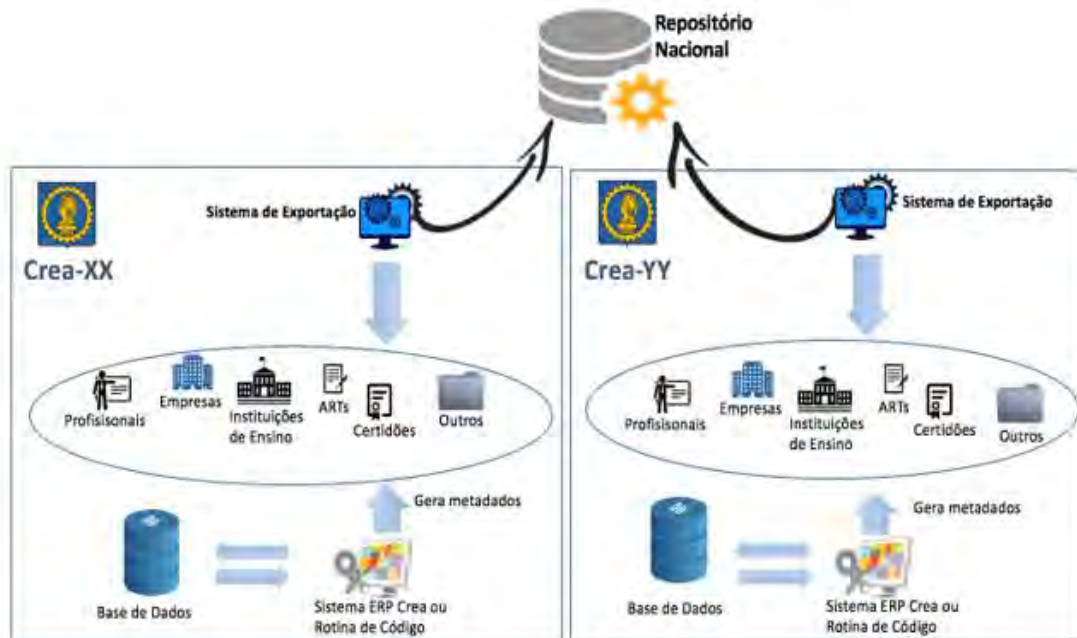 Repositório
Nacional
Sistema de Exportação
Crea-XX
Profisisonais
Empresas
Instituições
de Ensino
ARTs
Certidões
Outros
Gera metadados
Base de Dados
Sistema ERP Crea ou
Rotina de Código
Sistema de Exportação
Crea-YY
Profisisonais
Empresas
Instituições
de Ensino
ARTs
Certidões
Outros
Gera metadados
Base de Dados
Sistema ERP Crea ou
Rotina de Código